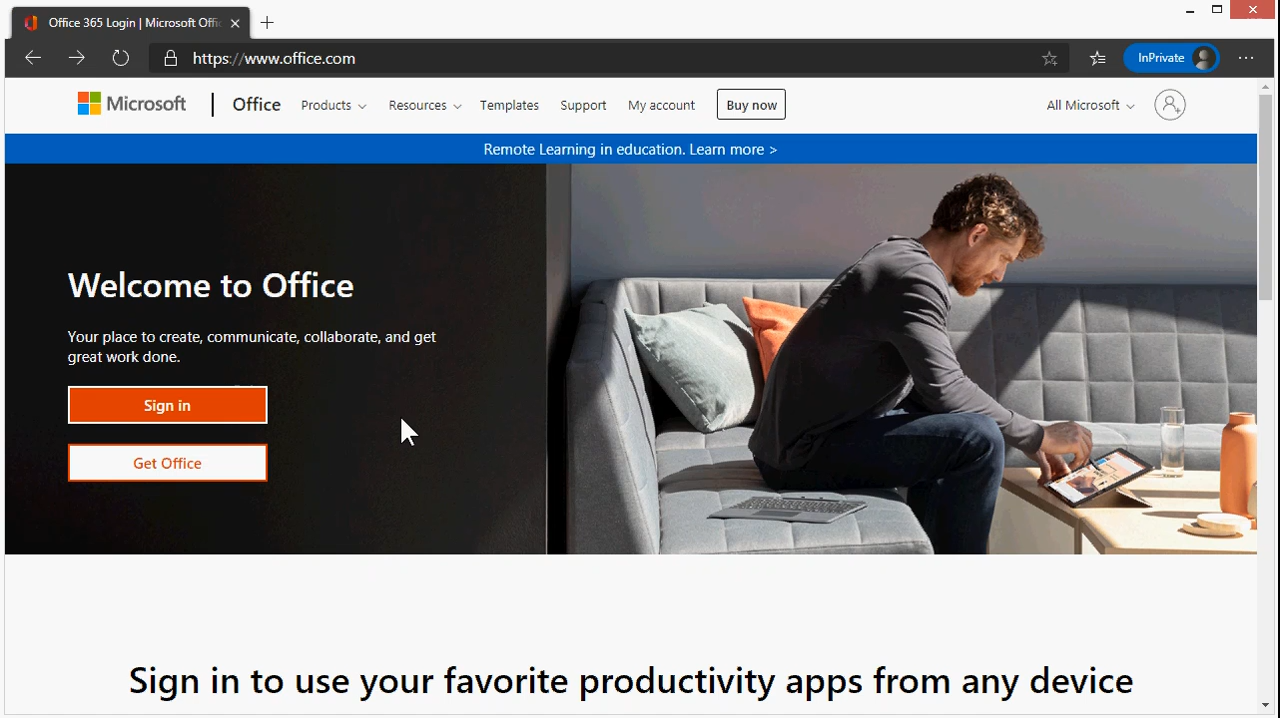 Office 365 Login | Microsoft Offi
https://www.office.com
InPrivate
Microsoft Office Products Resources Templates Support My account Buy now All Microsoft
Remote Learning in education. Learn more >
Welcome to Office
Your place to create, communicate, collaborate, and get
great work done.
Sign in
Get Office
Sign in to use your favorite productivity apps from any device